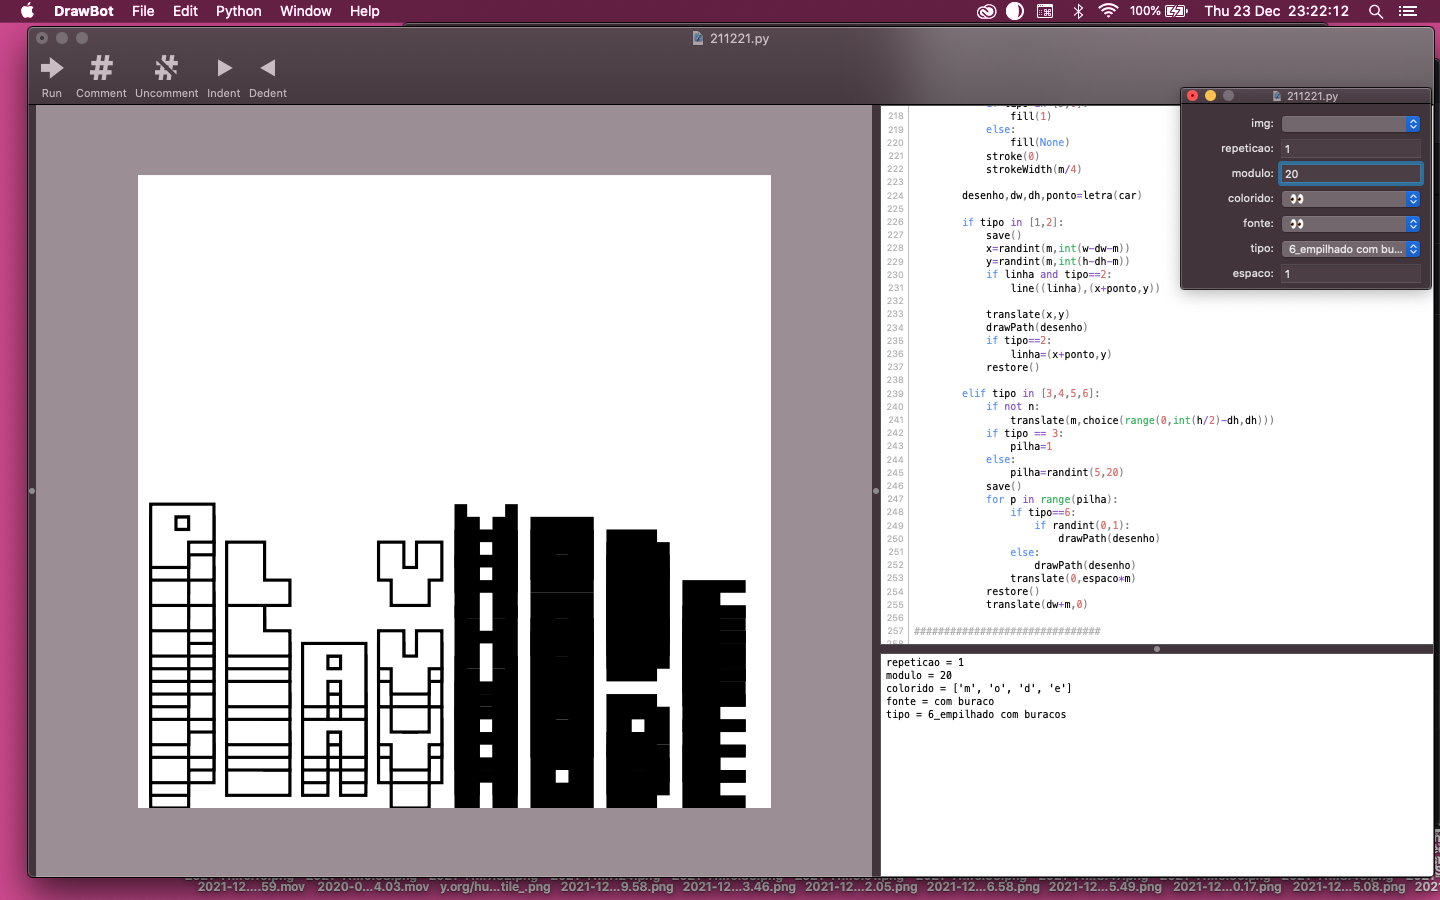 DrawBot File Edit Python Window Help
100% Thu 23 Dec 23:22:12
211221.py
Run Comment Uncomment Indent Dedent
211221.py
img:
repeticao: 1
modulo: 20
colorido: 👀
fonte: 👀
tipo: 6_empilhado com bu...
espaco: 1
218 fill(1)
219 else:
220 fill(None)
221 stroke(0)
222 strokeWidth(m/4)
223
224 desenho,dw,dh,ponto=letra(car)
225
226 if tipo in [1,2]:
227 save()
228 x=randint(m,int(w-dw-m))
229 y=randint(m,int(h-dh-m))
230 if linha and tipo==2:
231 line((linha),(x+ponto,y))
232
233 translate(x,y)
234 drawPath(desenho)
235 if tipo==2:
236 linha=(x+ponto,y)
237 restore()
238
239 elif tipo in [3,4,5,6]:
240 if not n:
241 translate(m,choice(range(0,int(h/2)-dh,dh)))
242 if tipo == 3:
243 pilha=1
244 else:
245 pilha=randint(5,20)
246 save()
247 for p in range(pilha):
248 if tipo==6:
249 if randint(0,1):
250 drawPath(desenho)
251 else:
252 drawPath(desenho)
253 translate(0,espaco*m)
254 restore()
255 translate(dw+m,0)
256
257 ###############################
PLAY MODE
repeticao = 1
modulo = 20
colorido = ['m', 'o', 'd', 'e']
fonte = com buraco
tipo = 6_empilhado com buracos
2021-12....59.mov 2020-0...4.03.mov y.org/hu...tile_.png 2021-12...9.58.png 2021-12...3.46.png 2021-12...2.05.png 2021-12...6.58.png 2021-12...5.49.png 2021-12...0.17.png 2021-12...5.08.png